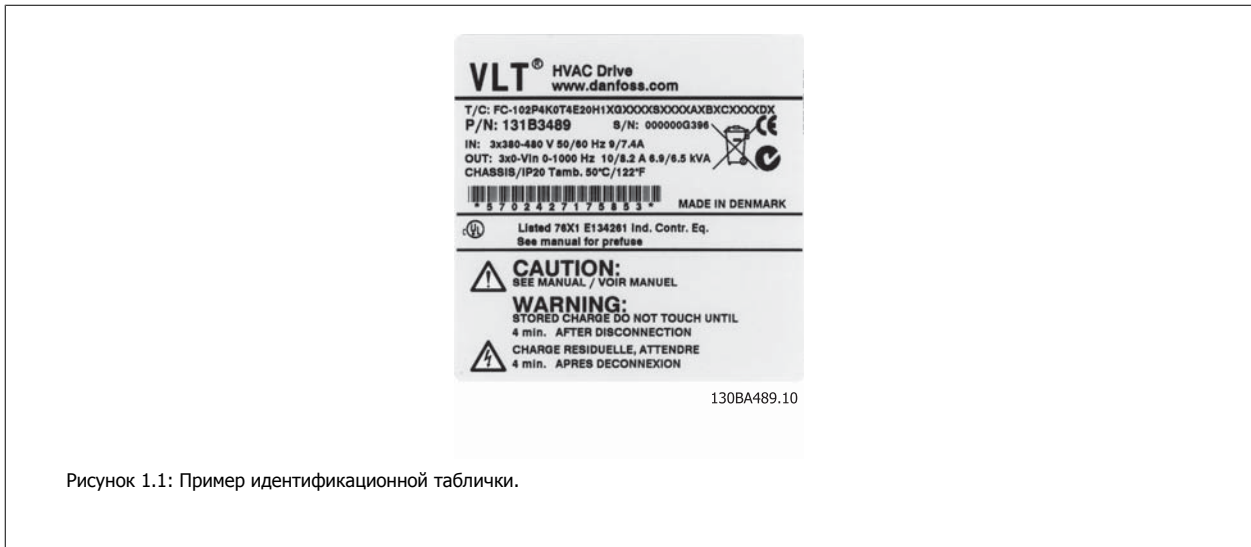 VLT® HVAC Drive
www.danfoss.com
T/C: FC-102P4K0T4E20H1XGXXXXSXXXXAXBXCXXXXDX
P/N: 131B3489 S/N: 000000G396
IN: 3x380-480 V 50/60 Hz 9/7.4A
OUT: 3x0-Vin 0-1000 Hz 10/8.2 A 6.9/6.5 kVA
CHASSIS/IP20 Tamb. 50°C/122°F
* 5 7 0 2 4 2 7 1 7 5 8 5 3 * MADE IN DENMARK
c UL Listed 76X1 E134261 Ind. Contr. Eq.
See manual for prefuse
CAUTION:
SEE MANUAL / VOIR MANUEL
WARNING:
STORED CHARGE DO NOT TOUCH UNTIL
4 min. AFTER DISCONNECTION
CHARGE RESIDUELLE, ATTENDRE
4 min. APRES DECONNEXION
130BA489.10
Рисунок 1.1: Пример идентификационной таблички.